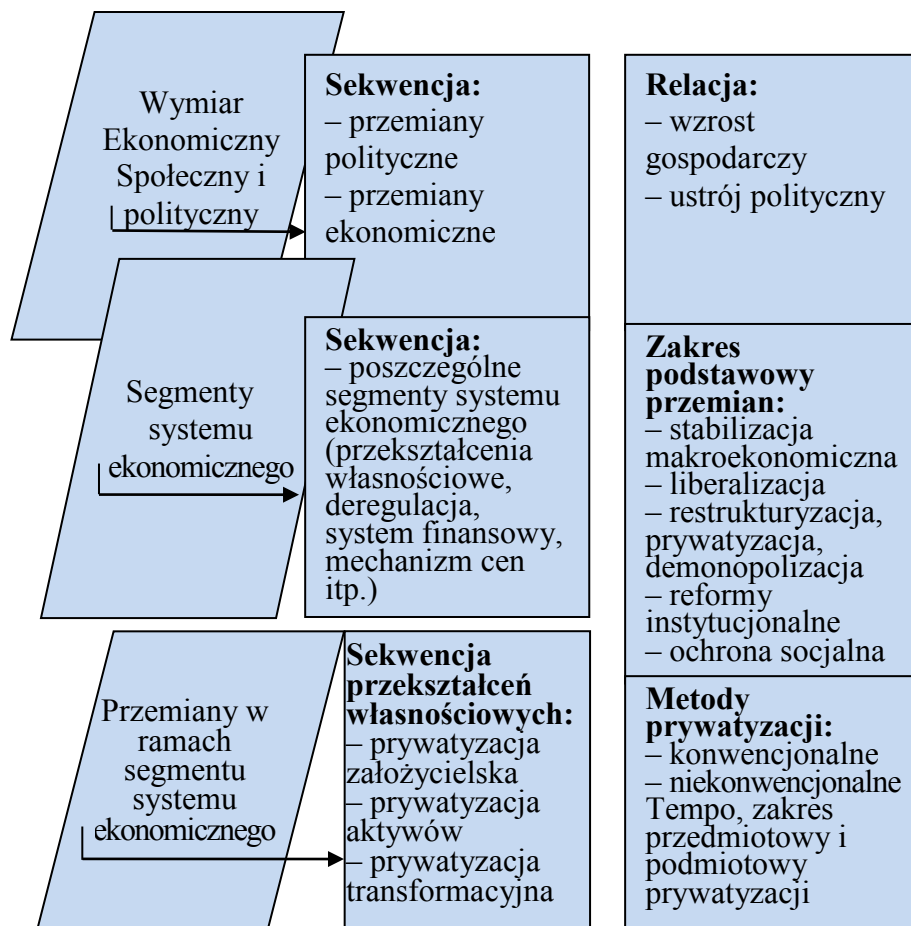 Wymiar
Ekonomiczny
Społeczny i
polityczny
Sekwencja:
– przemiany
polityczne
– przemiany
ekonomiczne
Relacja:
– wzrost
gospodarczy
– ustrój polityczny
Segmenty
systemu
ekonomicznego
Sekwencja:
– poszczególne
segmenty systemu
ekonomicznego
(przekształcenia
własnościowe,
deregulacja,
system finansowy,
mechanizm cen
itp.)
Zakres
podstawowy
przemian:
– stabilizacja
makroekonomiczna
– liberalizacja
– restrukturyzacja,
prywatyzacja,
demonopolizacja
– reformy
instytucjonalne
– ochrona socjalna
Przemiany w
ramach
segmentu
systemu
ekonomicznego
Sekwencja
przekształceń
własnościowych:
– prywatyzacja
założycielska
– prywatyzacja
aktywów
– prywatyzacja
transformacyjna
Metody
prywatyzacji:
– konwencjonalne
– niekonwencjonalne
Tempo, zakres
przedmiotowy i
podmiotowy
prywatyzacji